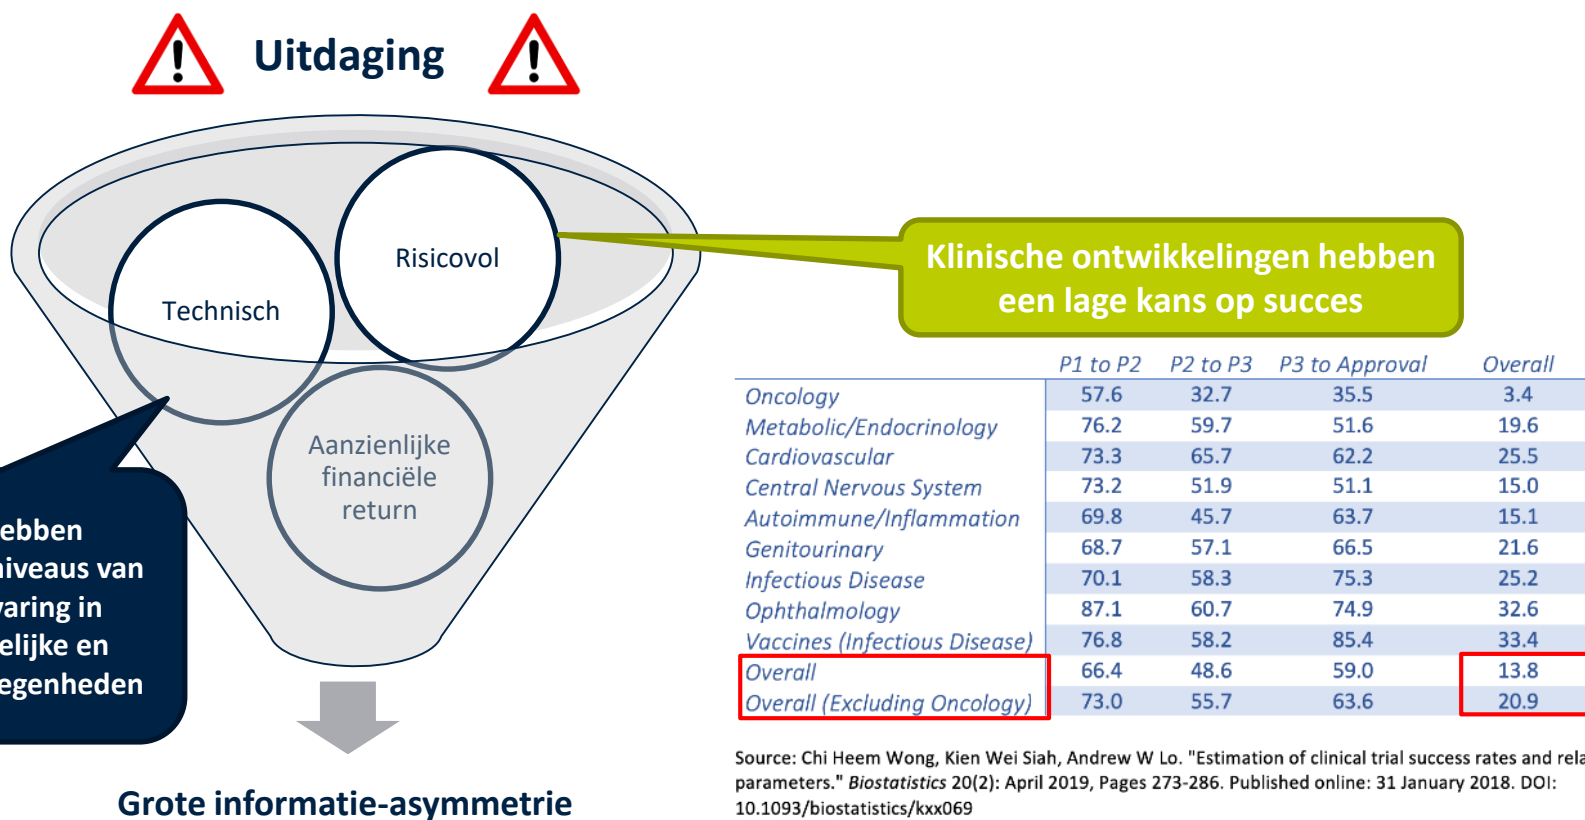 Uitdaging
Risicovol
Technisch
Aanzienlijke
financiële
return
Klinische ontwikkelingen hebben
een lage kans op succes
niveaus van
en
Grote informatie-asymmetrie
P1 to P2 P2 to P3 P3 to Approval Overall
Oncology 57.6 32.7 35.5 3.4
Metabolic/Endocrinology 76.2 59.7 51.6 19.6
Cardiovascular 73.3 65.7 62.2 25.5
Central Nervous System 73.2 51.9 51.1 15.0
Autoimmune/Inflammation 69.8 45.7 63.7 15.1
Genitourinary 68.7 57.1 66.5 21.6
Infectious Disease 70.1 58.3 75.3 25.2
Ophthalmology 87.1 60.7 74.9 32.6
Vaccines (Infectious Disease) 76.8 58.2 85.4 33.4
Overall 66.4 48.6 59.0 13.8
Overall (Excluding Oncology) 73.0 55.7 63.6 20.9
Source: Chi Heem Wong, Kien Wei Siah, Andrew W Lo. "Estimation of clinical trial success rates and
parameters." Biostatistics 20(2): April 2019, Pages 273-286. Published online: 31 January 2018. DOI:
10.1093/biostatistics/kxx069